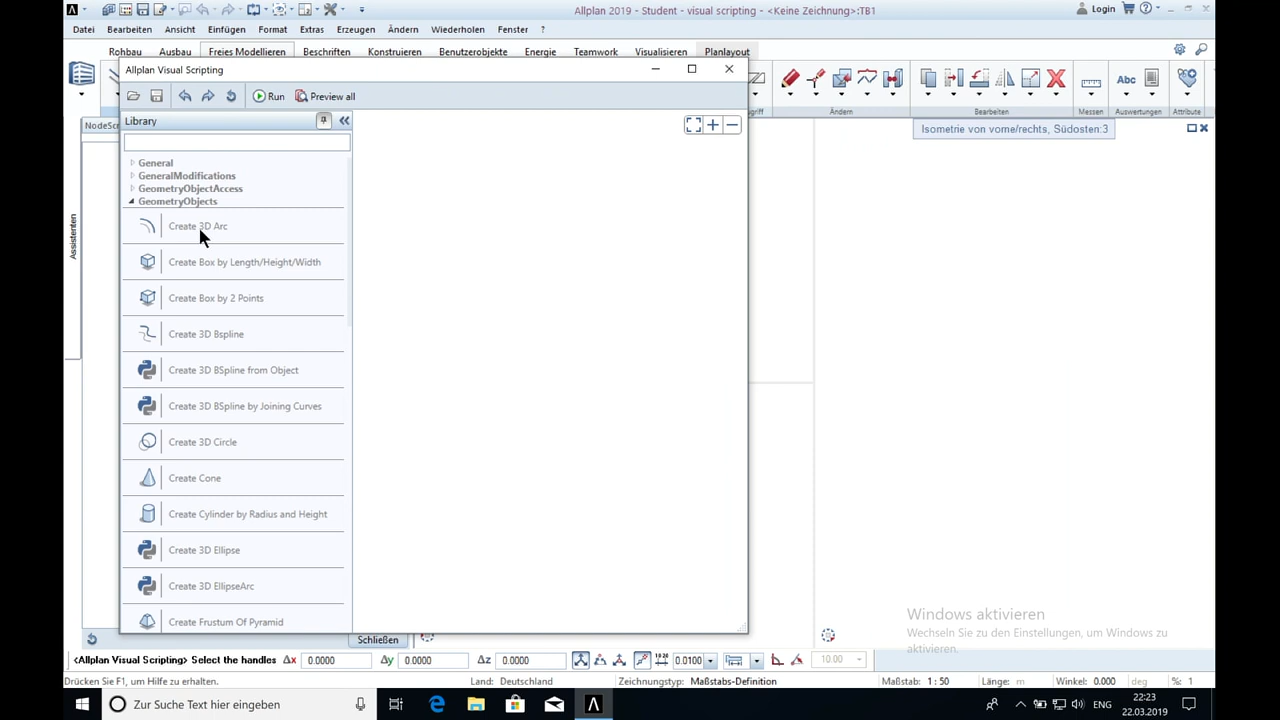 Allplan 2019 - Student - visual scripting - <Keine Zeichnung>:TB1
Login
Datei Bearbeiten Ansicht Einfügen Format Extras Erzeugen Ändern Wiederholen Fenster ?
Rohbau Ausbau Freies Modellieren Beschriften Konstruieren Benutzerobjekte Energie Teamwork Visualisieren Planlayout
Allplan Visual Scripting
Run Preview all
Abc
Ändern Bearbeiten Messen Auswertungen Attribute
Library
NodeScr
Isometrie von vorne/rechts, Südosten:3
General
GeneralModifications
GeometryObjectAccess
GeometryObjects
Create 3D Arc
Create Box by Length/Height/Width
Create Box by 2 Points
Create 3D Bspline
Create 3D BSpline from Object
Create 3D BSpline by Joining Curves
Create 3D Circle
Create Cone
Create Cylinder by Radius and Height
Create 3D Ellipse
Create 3D EllipseArc
Create Frustum Of Pyramid
Assistenten
Windows aktivieren
Wechseln Sie zu den Einstellungen, um Windows zu
aktivieren.
Schließen
<Allplan Visual Scripting> Select the handles Δx 0.0000 Δy 0.0000 Δz 0.0000 0.0100 10.00
Drücken Sie F1, um Hilfe zu erhalten. Land: Deutschland Zeichnungstyp: Maßstabs-Definition Maßstab: 1 : 50 Länge: m Winkel: 0.000 deg %: 1
Zur Suche Text hier eingeben
ENG
22:23
22.03.2019